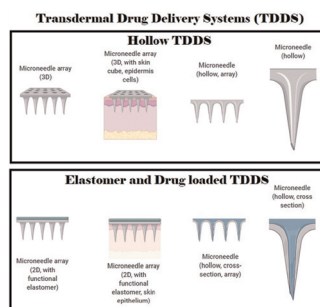 Transdermal Drug Delivery Systems (TDDS)
Hollow TDDS
Microneedle array
(3D)
Microneedle array
(3D, with skin
cube, epidermis
cells)
Microneedle
(hollow, array)
Microneedle
(hollow)
Elastomer and Drug loaded TDDS
Microneedle array
(2D, with
functional
elastomer)
Microneedle array
(2D, with
functional
elastomer, skin
epithelium)
Microneedle
(hollow, cross-
section, array)
Microneedle
(hollow, cross
section)